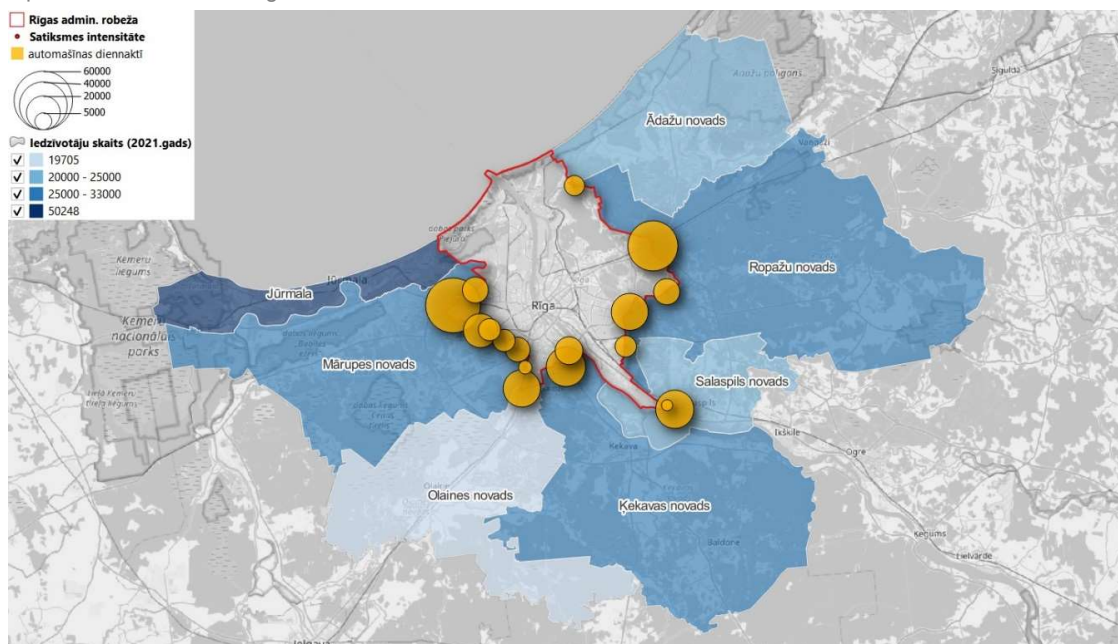 Rīgas admin. robeža
Satiksmes intensitāte
automašīnas diennaktī
60000
40000
20000
5000
Iedzīvotāju skaits (2021.gads)
19705
20000 - 25000
25000 - 33000
50248
Ādažu novads
Sigulda
Ropažu novads
Ķemeru
Jūrmala
Rīga
Ķemeru
nacionālais
parks
Mārupes novads
Salaspils novads
Ikšķile
Ogre
Ķekava
Olaines novads
Ķekavas novads
Ķegums
Lielvārde
Baldone
Jelgava